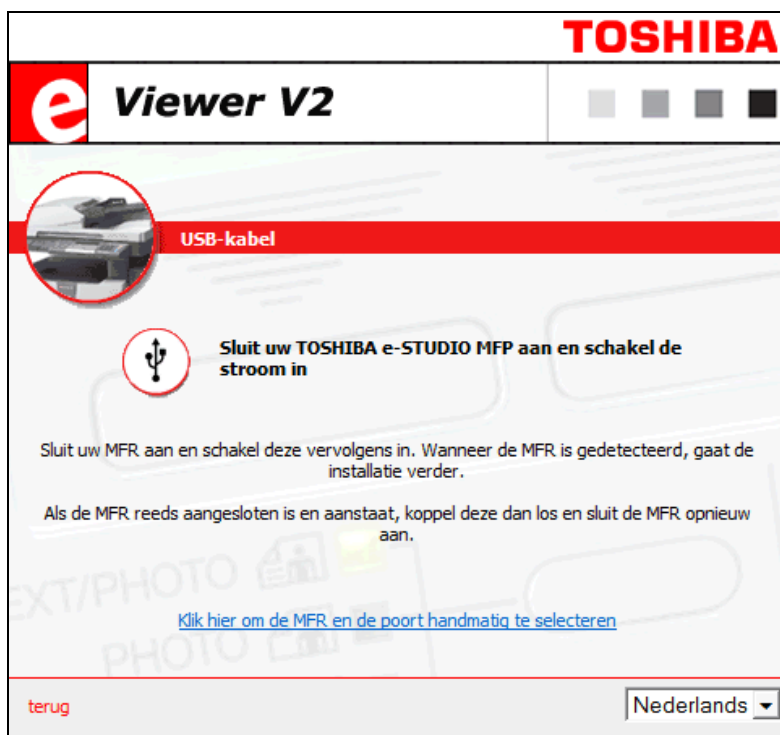 TOSHIBA
e Viewer V2
USB-kabel
Sluit uw TOSHIBA e-STUDIO MFP aan en schakel de
stroom in
Sluit uw MFR aan en schakel deze vervolgens in. Wanneer de MFR is gedetecteerd, gaat de
installatie verder.
Als de MFR reeds aangesloten is en aanstaat, koppel deze dan los en sluit de MFR opnieuw
aan.
EXT/PHOTO
Klik hier om de MFR en de poort handmatig te selecteren
PHOTO
terug
Nederlands